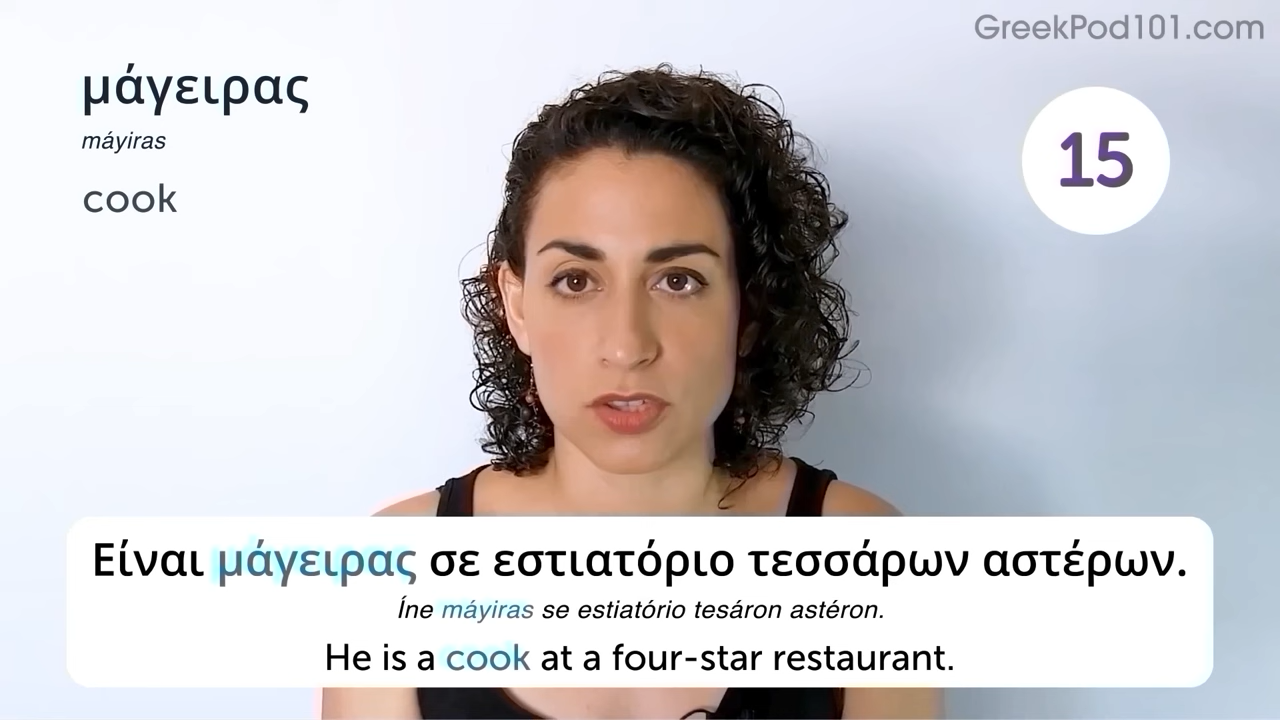 GreekPod101.com
μάγειρας
máyiras
cook
15
Είναι μάγειρας σε εστιατόριο τεσσάρων αστέρων.
Íne máyiras se estiatório tesáron astéron.
He is a cook at a four-star restaurant.